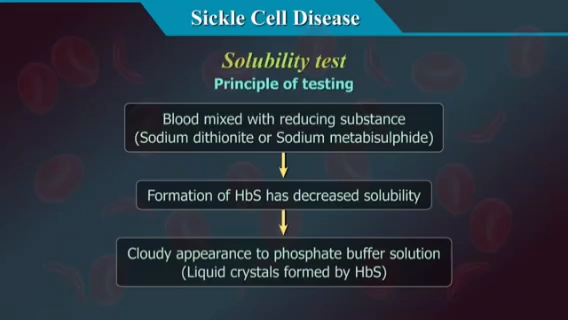 Sickle Cell Disease
Solubility test
Principle of testing
Blood mixed with reducing substance
(Sodium dithionite or Sodium metabisulphide)
Formation of HbS has decreased solubility
Cloudy appearance to phosphate buffer solution
(Liquid crystals formed by HbS)